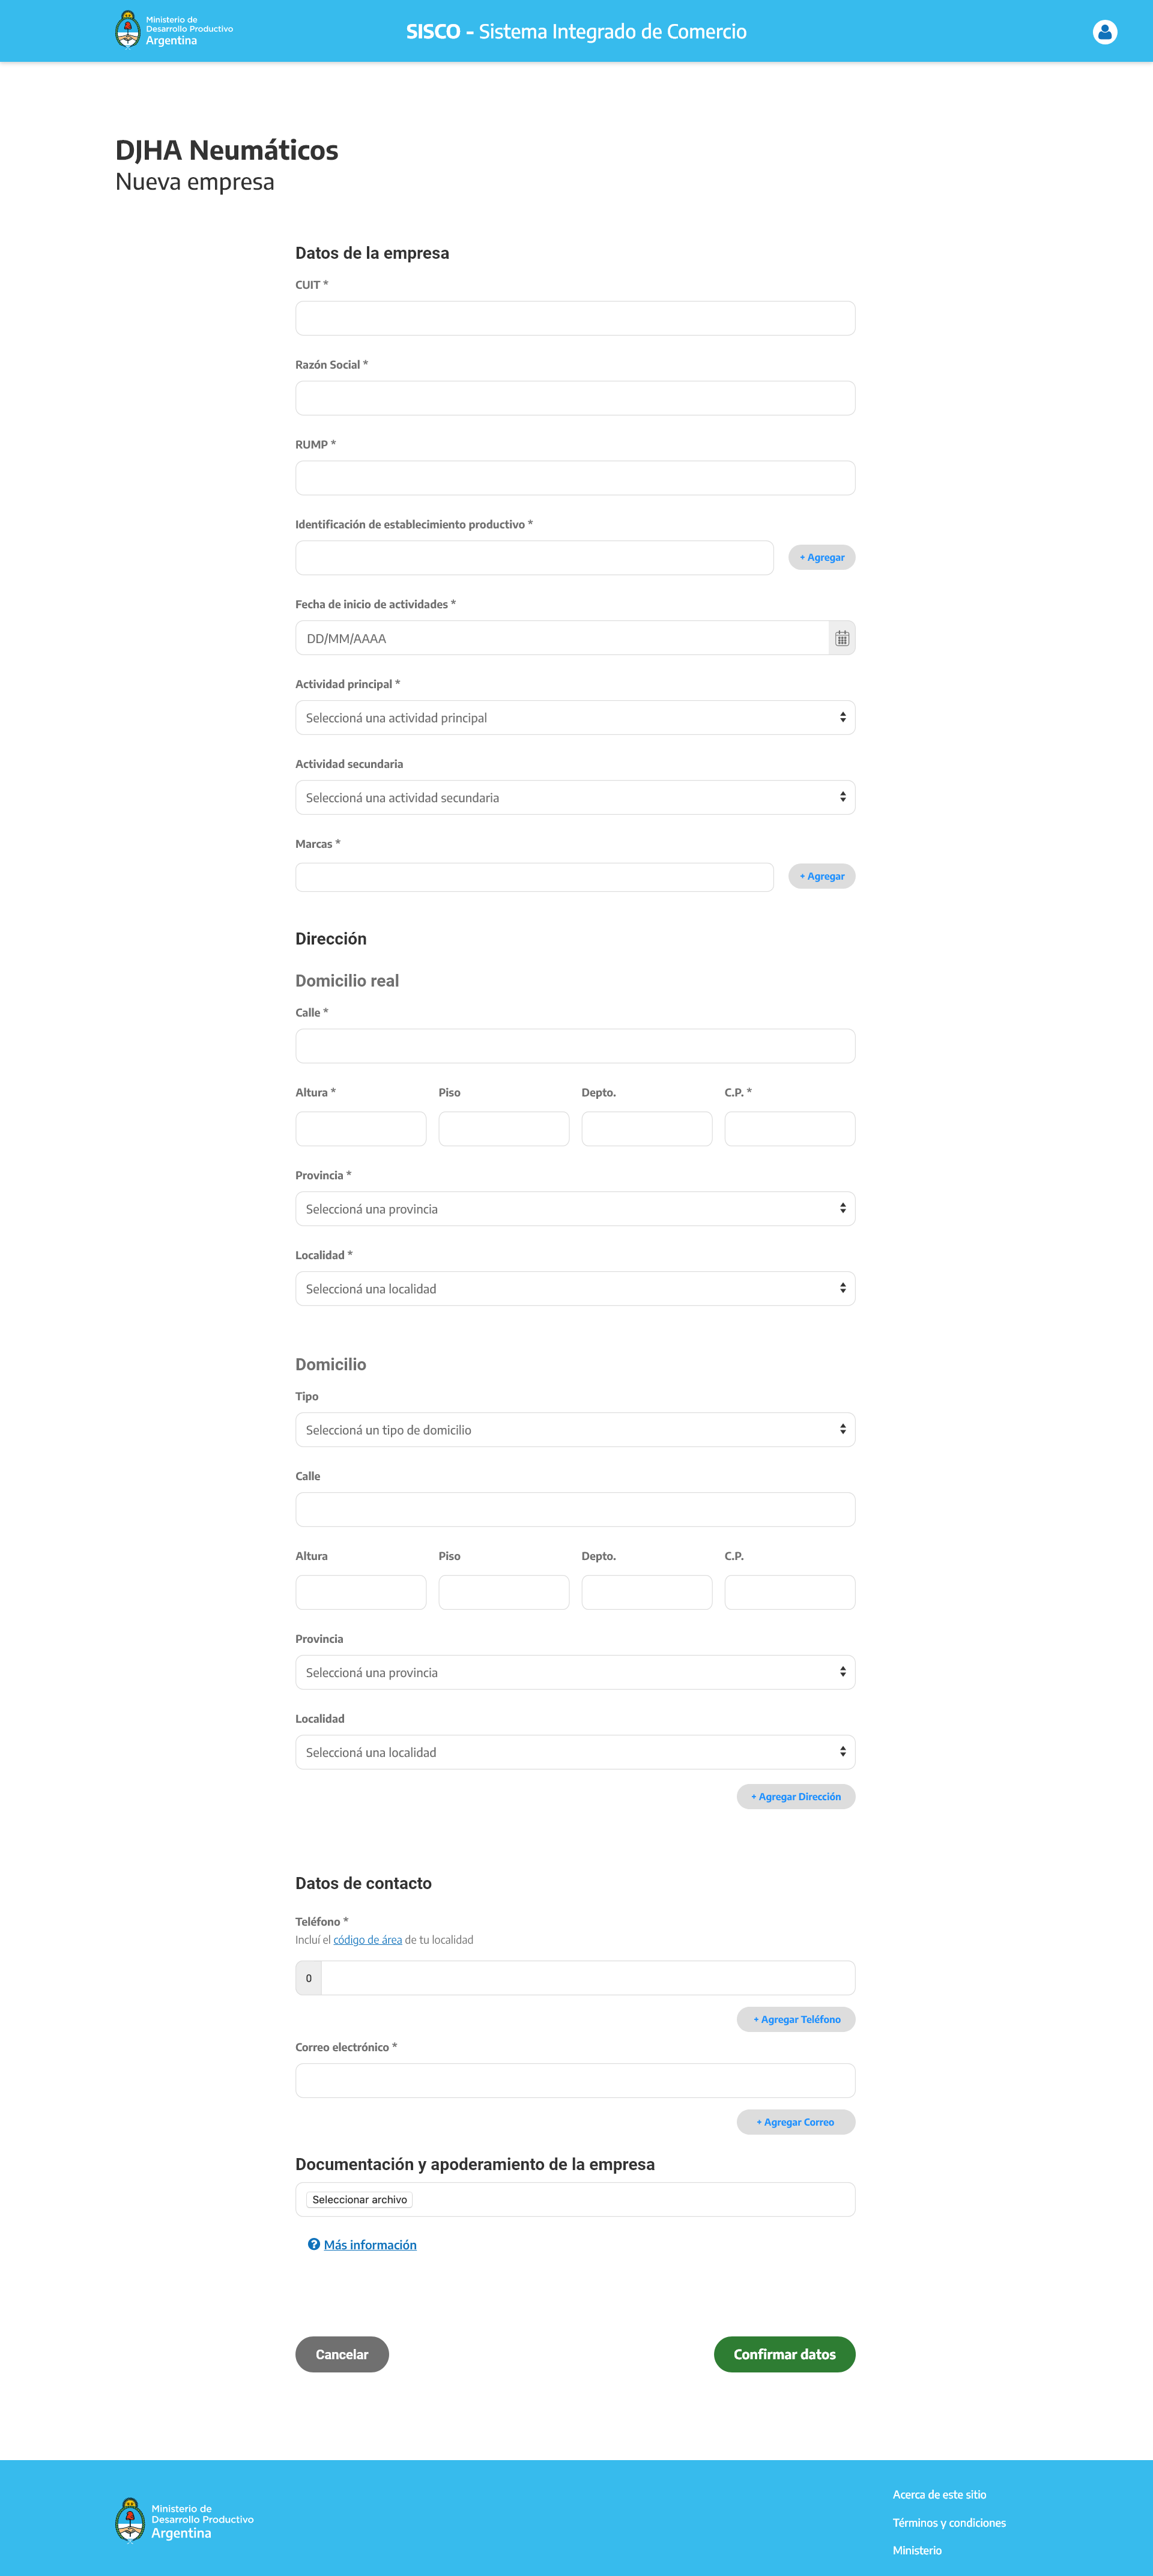 Ministerio de
Desarrollo Productivo
Argentina
SISCO - Sistema Integrado de Comercio
DJHA Neumáticos
Nueva empresa
Datos de la empresa
CUIT *
Razón Social *
RUMP *
Identificación de establecimiento productivo *
+ Agregar
Fecha de inicio de actividades *
DD/MM/AAAA
Actividad principal *
Seleccioná una actividad principal
Actividad secundaria
Seleccioná una actividad secundaria
Marcas *
+ Agregar
Dirección
Domicilio real
Calle *
Altura * Piso Depto. C.P. *
Provincia *
Seleccioná una provincia
Localidad *
Seleccioná una localidad
Domicilio
Tipo
Seleccioná un tipo de domicilio
Calle
Altura Piso Depto. C.P.
Provincia
Seleccioná una provincia
Localidad
Seleccioná una localidad
+ Agregar Dirección
Datos de contacto
Teléfono *
Incluí el código de área de tu localidad
0
+ Agregar Teléfono
Correo electrónico *
+ Agregar Correo
Documentación y apoderamiento de la empresa
Seleccionar archivo
? Más información
Cancelar Confirmar datos
Ministerio de
Desarrollo Productivo
Argentina
Acerca de este sitio
Términos y condiciones
Ministerio